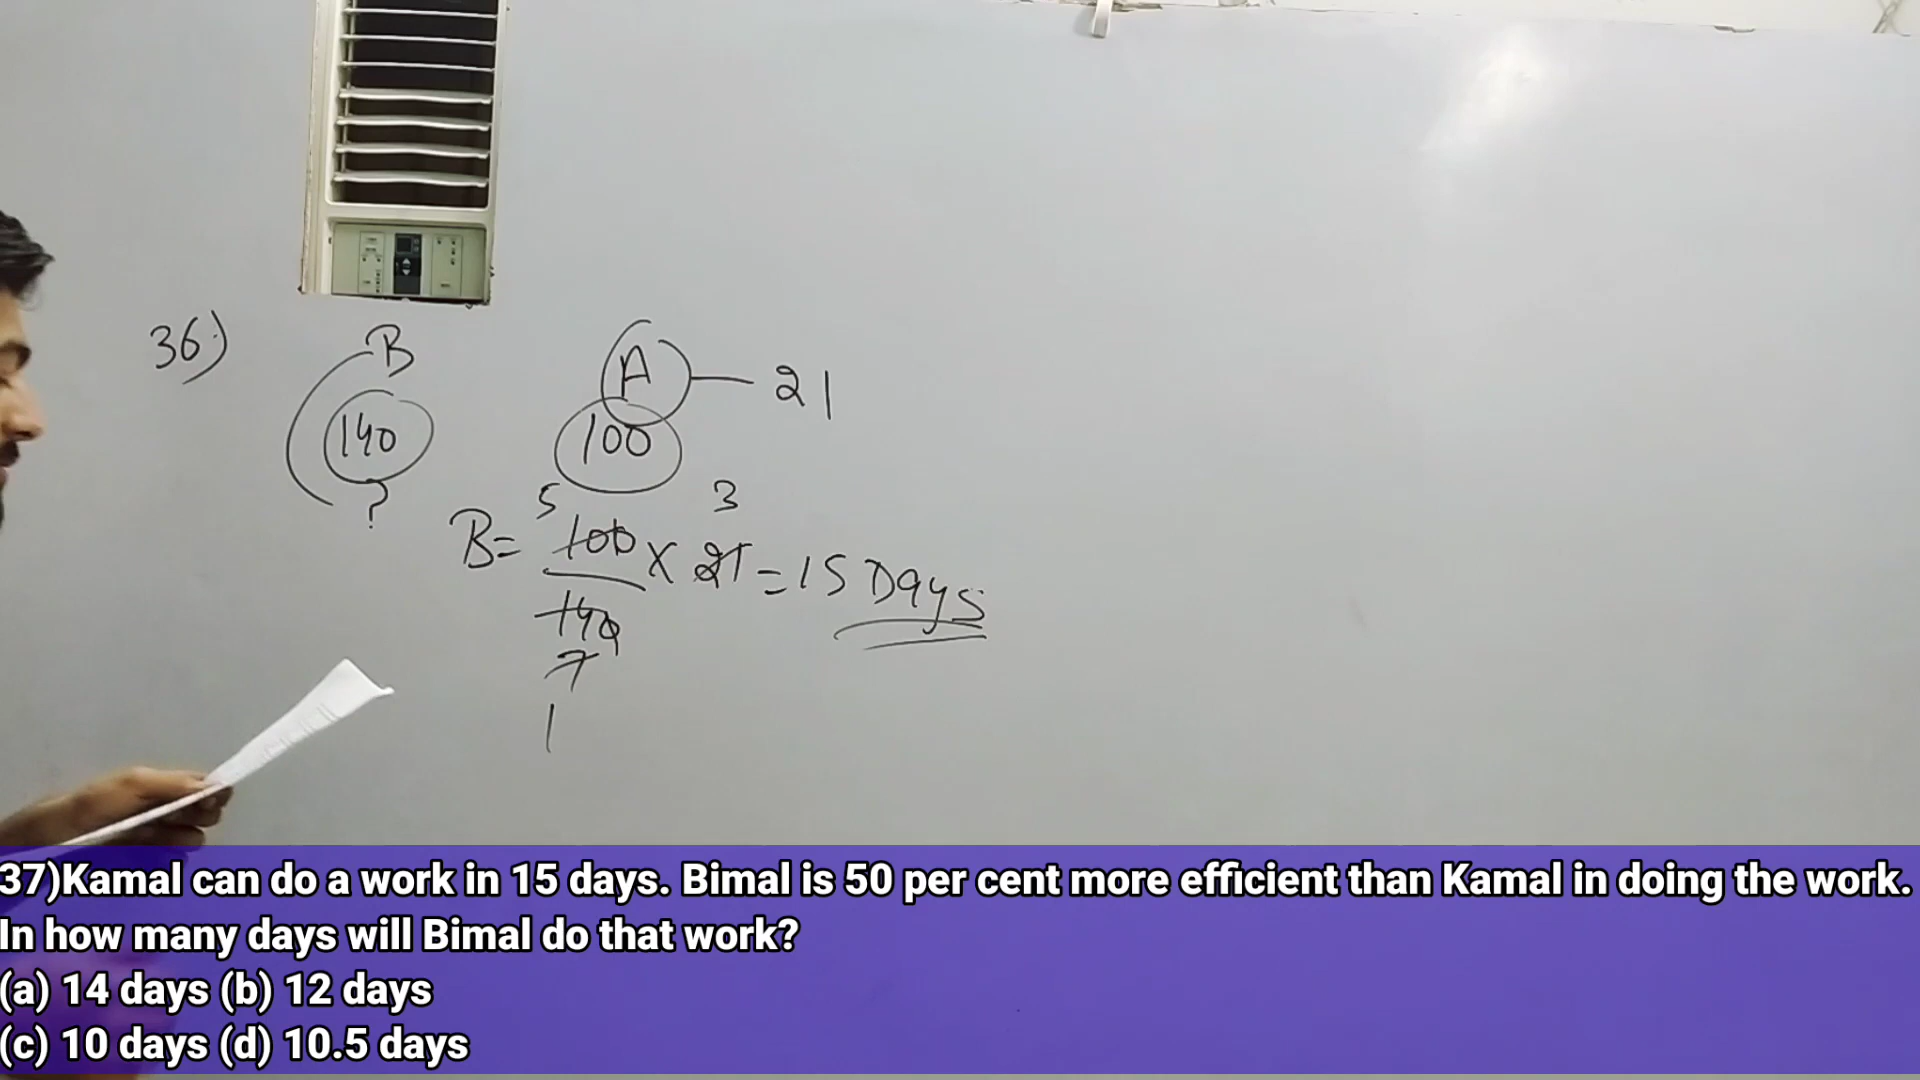 36)
B
A — 21
140
100
?
5 3
B= 100 × 21 = 15 Days
140
7
1
37)Kamal can do a work in 15 days. Bimal is 50 per cent more efficient than Kamal in doing the work.
In how many days will Bimal do that work?
(a) 14 days (b) 12 days
(c) 10 days (d) 10.5 days